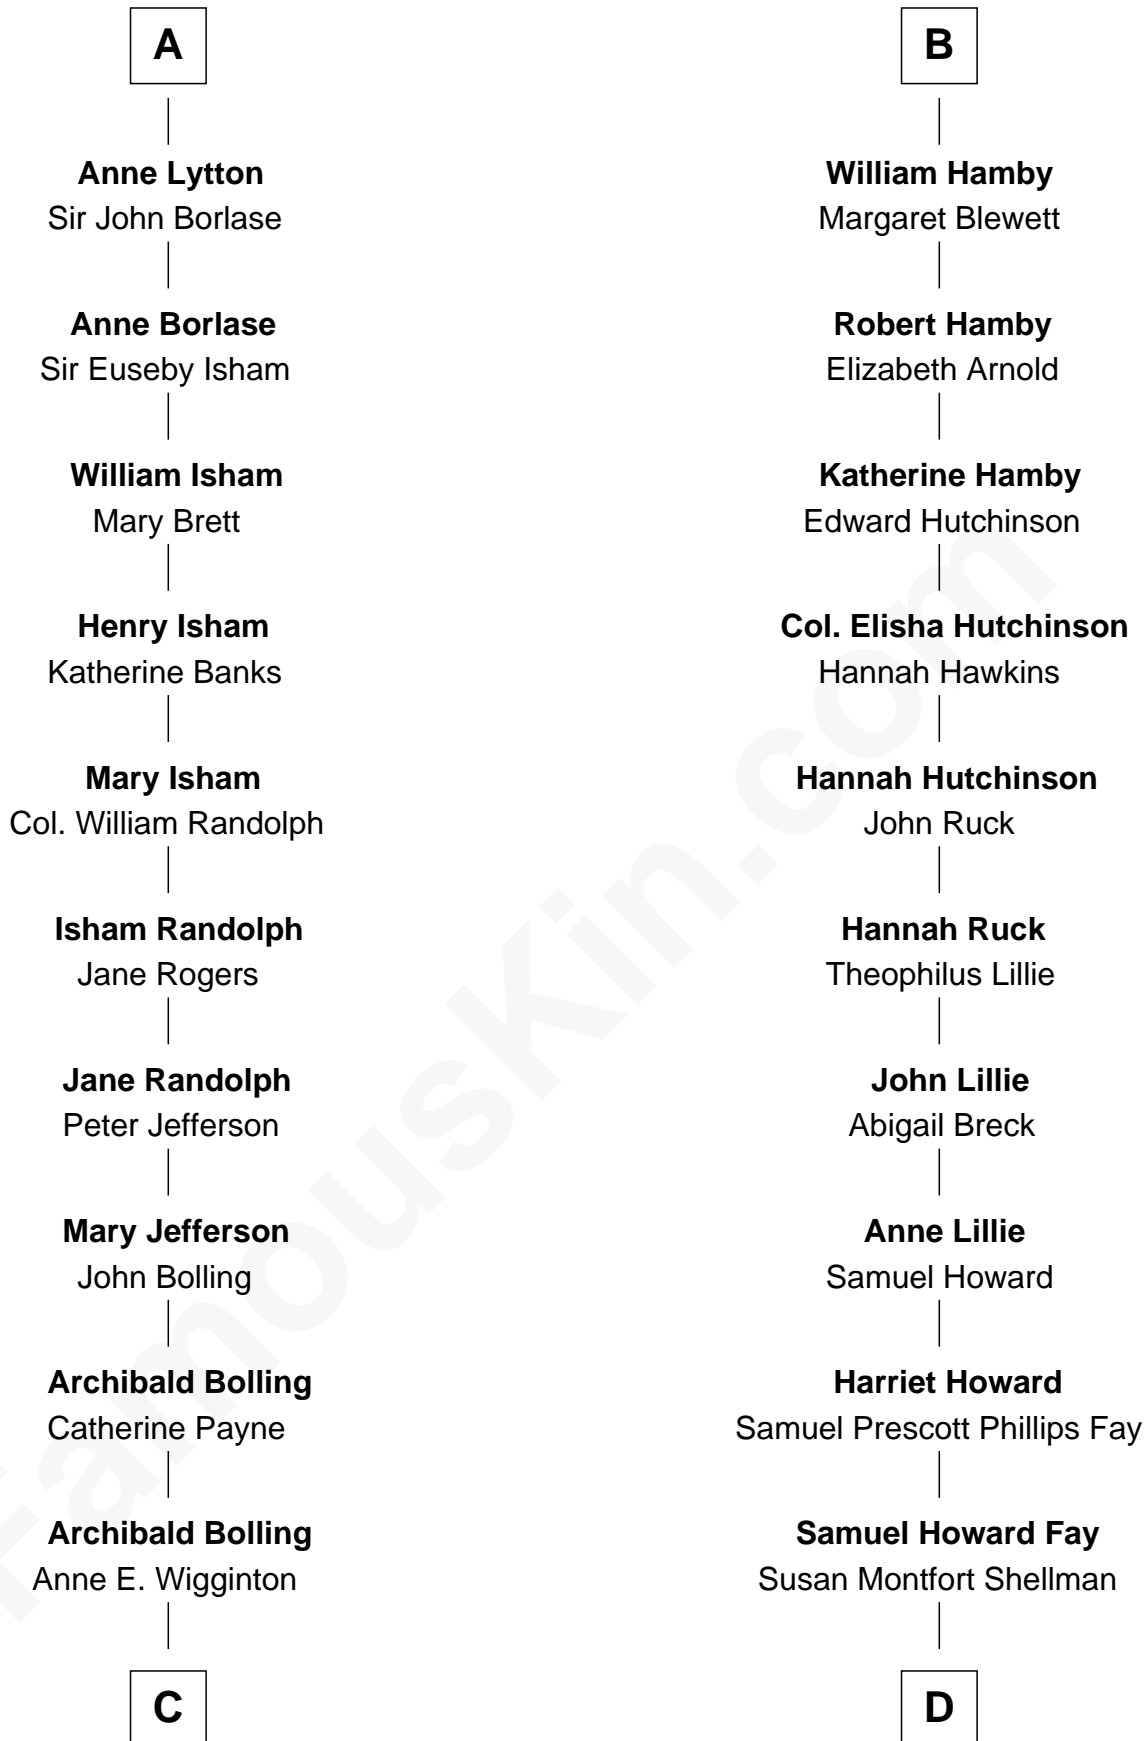 A
Anne Lytton
Sir John Borlase
Anne Borlase
Sir Euseby Isham
William Isham
Mary Brett
Henry Isham
Katherine Banks
Mary Isham
Col. William Randolph
Isham Randolph
Jane Rogers
Jane Randolph
Peter Jefferson
Mary Jefferson
John Bolling
Archibald Bolling
Catherine Payne
Archibald Bolling
Anne E. Wigginton
C
B
William Hamby
Margaret Blewett
Robert Hamby
Elizabeth Arnold
Katherine Hamby
Edward Hutchinson
Col. Elisha Hutchinson
Hannah Hawkins
Hannah Hutchinson
John Ruck
Hannah Ruck
Theophilus Lillie
John Lillie
Abigail Breck
Anne Lillie
Samuel Howard
Harriet Howard
Samuel Prescott Phillips Fay
Samuel Howard Fay
Susan Montfort Shellman
D
FamousKin.com